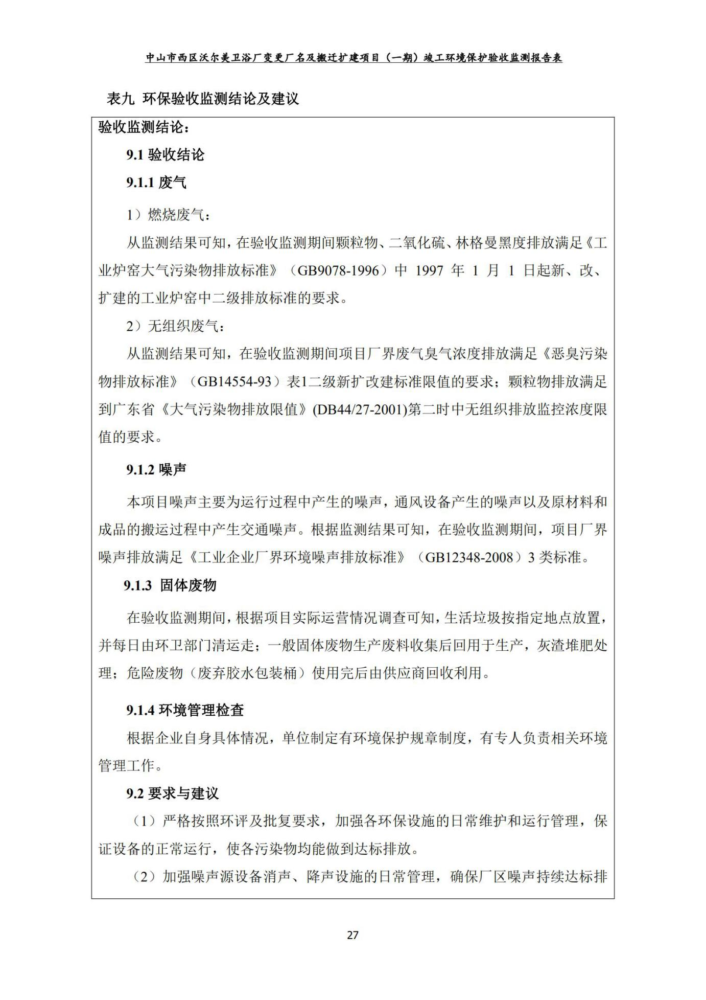 中山市西区沃尔美卫浴厂变更厂名及搬迁扩建项目（一期）竣工环境保护验收监测报告表
表九 环保验收监测结论及建议
验收监测结论：
9.1 验收结论
9.1.1 废气
1）燃烧废气：
从监测结果可知，在验收监测期间颗粒物、二氧化硫、林格曼黑度排放满足《工
业炉窑大气污染物排放标准》（GB9078-1996）中 1997 年 1 月 1 日起新、改、
扩建的工业炉窑中二级排放标准的要求。
2）无组织废气：
从监测结果可知，在验收监测期间项目厂界废气臭气浓度排放满足《恶臭污染
物排放标准》（GB14554-93）表1二级新扩改建标准限值的要求；颗粒物排放满足
到广东省《大气污染物排放限值》(DB44/27-2001)第二时中无组织排放监控浓度限
值的要求。
9.1.2 噪声
本项目噪声主要为运行过程中产生的噪声，通风设备产生的噪声以及原材料和
成品的搬运过程中产生交通噪声。根据监测结果可知，在验收监测期间，项目厂界
噪声排放满足《工业企业厂界环境噪声排放标准》（GB12348-2008）3 类标准。
9.1.3 固体废物
在验收监测期间，根据项目实际运营情况调查可知，生活垃圾按指定地点放置，
并每日由环卫部门清运走；一般固体废物生产废料收集后回用于生产，灰渣堆肥处
理；危险废物（废弃胶水包装桶）使用完后由供应商回收利用。
9.1.4 环境管理检查
根据企业自身具体情况，单位制定有环境保护规章制度，有专人负责相关环境
管理工作。
9.2 要求与建议
（1）严格按照环评及批复要求，加强各环保设施的日常维护和运行管理，保
证设备的正常运行，使各污染物均能做到达标排放。
（2）加强噪声源设备消声、降声设施的日常管理，确保厂区噪声持续达标排
27